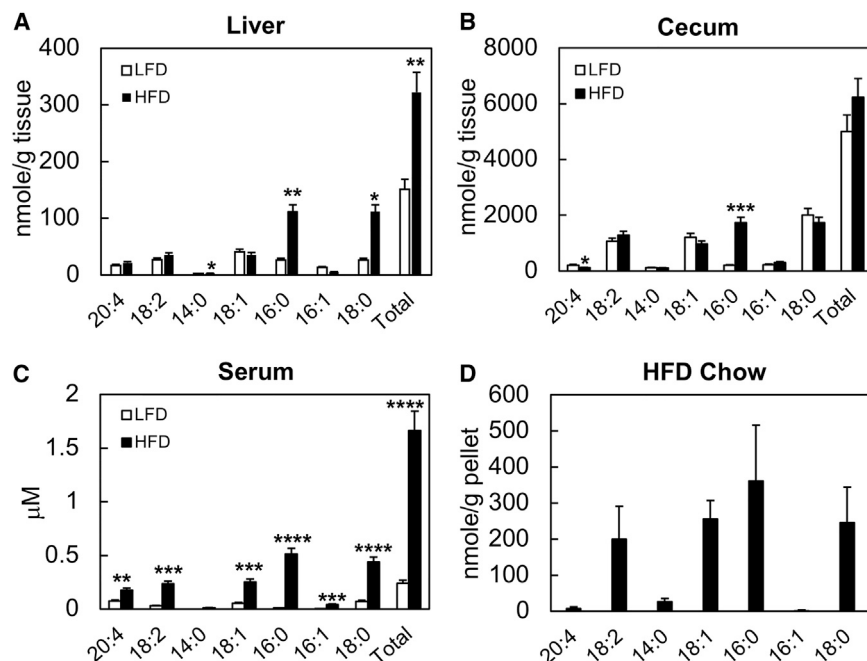 A
Liver
nmole/g tissue
400
300
200
100
0
LFD
HFD
*
**
*
**
20:4 18:2 14:0 18:1 16:0 16:1 18:0 Total
B
Cecum
nmole/g tissue
8000
6000
4000
2000
0
LFD
HFD
*
***
20:4 18:2 14:0 18:1 16:0 16:1 18:0 Total
C
Serum
μM
2
1.5
1
0.5
0
LFD
HFD
**
***
***
****
***
****
****
20:4 18:2 14:0 18:1 16:0 16:1 18:0 Total
D
HFD Chow
nmole/g pellet
600
500
400
300
200
100
0
20:4 18:2 14:0 18:1 16:0 16:1 18:0